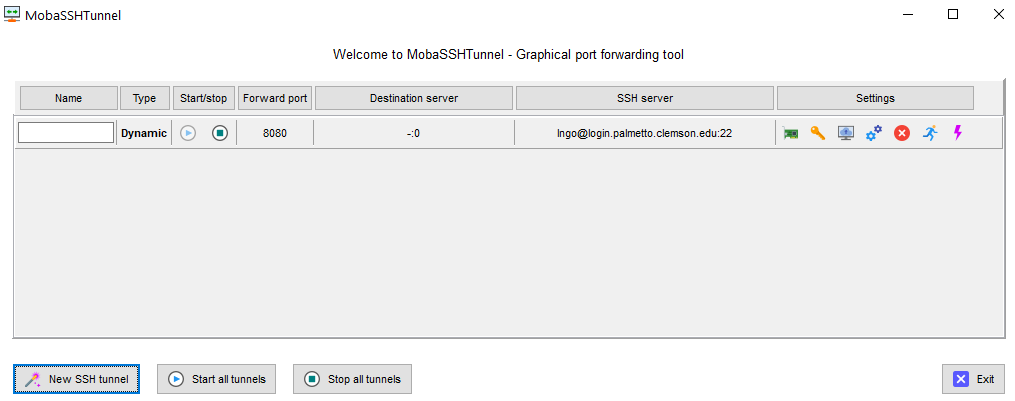 MobaSSHTunnel
Welcome to MobaSSHTunnel - Graphical port forwarding tool
Name Type Start/stop Forward port Destination server SSH server Settings
Dynamic 8080 -:0 lngo@login.palmetto.clemson.edu:22
New SSH tunnel Start all tunnels Stop all tunnels Exit